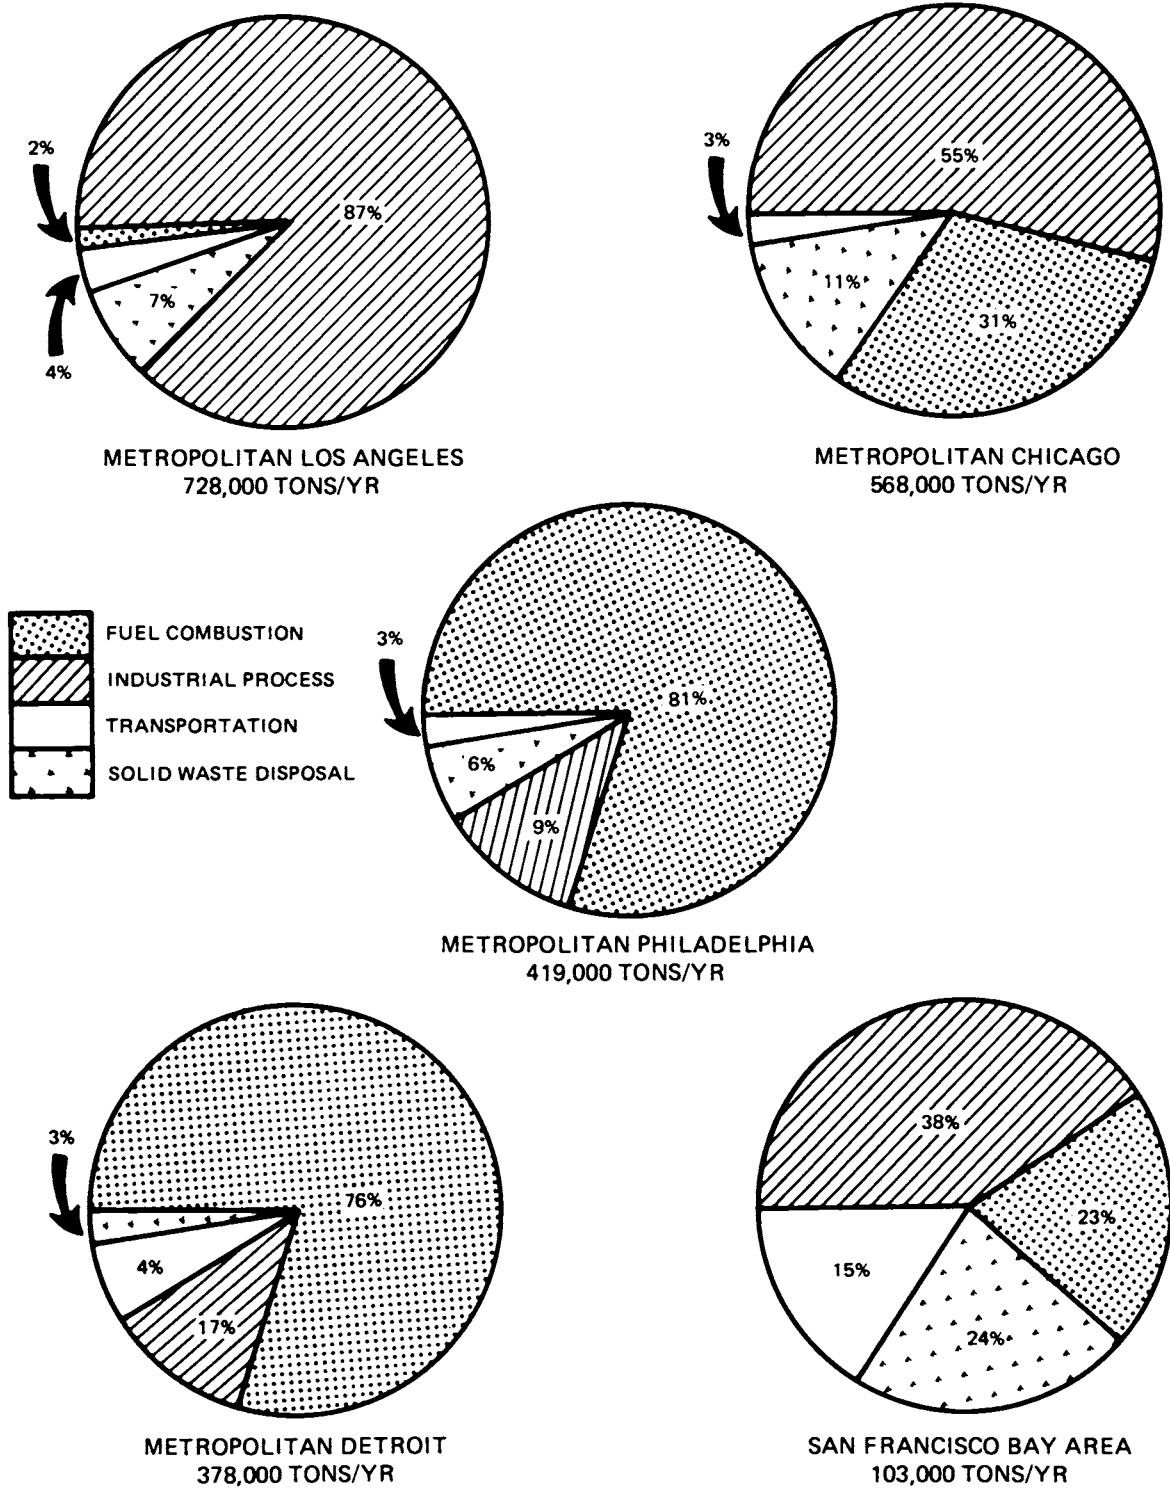 2%
87%
7%
4%
METROPOLITAN LOS ANGELES
728,000 TONS/YR
3%
55%
11%
31%
METROPOLITAN CHICAGO
568,000 TONS/YR
FUEL COMBUSTION
INDUSTRIAL PROCESS
TRANSPORTATION
SOLID WASTE DISPOSAL
3%
81%
6%
9%
METROPOLITAN PHILADELPHIA
419,000 TONS/YR
3%
76%
4%
17%
METROPOLITAN DETROIT
378,000 TONS/YR
38%
23%
15%
24%
SAN FRANCISCO BAY AREA
103,000 TONS/YR